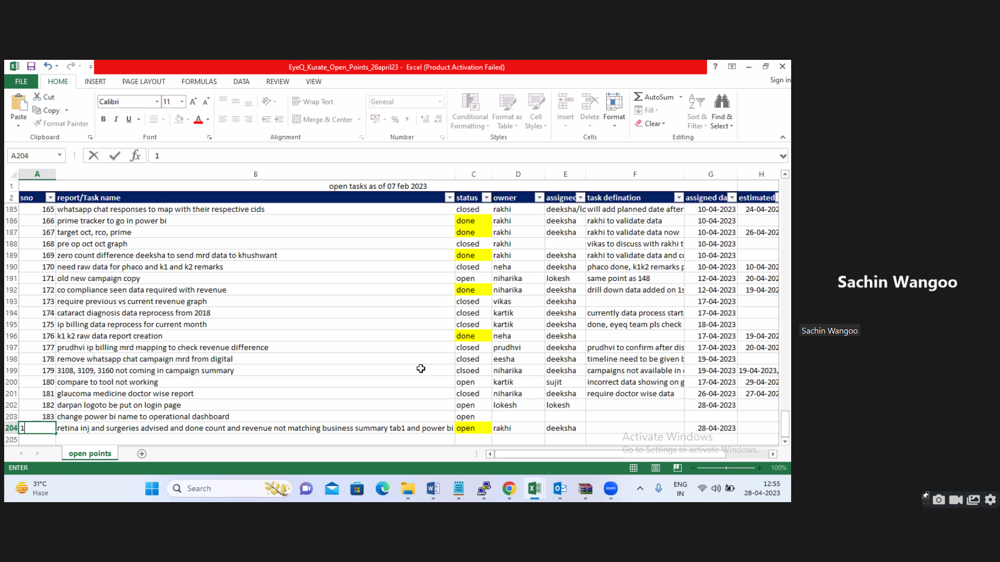 EyeQ_Kurate_Open_Points_26april23 - Excel (Product Activation Failed)
FILE HOME INSERT PAGE LAYOUT FORMULAS DATA REVIEW VIEW Sign in
Cut
Copy
Format Painter
Paste
Clipboard
Calibri 11
B I U
Font
Wrap Text
Merge & Center
Alignment
General
Number
Conditional Formatting
Format as Table
Cell Styles
Styles
Insert Delete Format
Cells
AutoSum
Fill
Clear
Sort & Filter
Find & Select
Editing
A204 fx 1
A B C D E F G H
1 open tasks as of 07 feb 2023
2 sno report/Task name status owner assigned task defination assigned da estimated
185 165 whatsapp chat responses to map with their respective cids closed rakhi deeksha/lo will add planned date after 10-04-2023 24-04-202
186 166 prime tracker to go in power bi done rakhi deeksha rakhi to validate data 10-04-2023
187 167 target oct, rco, prime done rakhi deeksha rakhi to validate data now 10-04-2023 26-04-202
188 168 pre op oct oct graph closed rakhi vikas to discuss with rakhi t 10-04-2023
189 169 zero count difference deeksha to send mrd data to khushwant done rakhi deeksha rakhi to validate data and co 10-04-2023
190 170 need raw data for phaco and k1 and k2 remarks closed neha deeksha phaco done, k1k2 remarks p 10-04-2023 10-04-202
191 171 old new campaign copy open niharika lokesh same point as 148 12-04-2023 20-04-202
192 172 co compliance seen data required with revenue done niharika deeksha drill down data added on 1s 12-04-2023 19-04-202
193 173 require previous vs current revenue graph closed vikas deeksha 17-04-2023
194 174 cataract diagnosis data reprocess from 2018 closed kartik deeksha currently data process start 17-04-2023
195 175 ip billing data reprocess for current month closed kartik deeksha done, eyeq team pls check 18-04-2023
196 176 k1 k2 raw data report creation done neha deeksha 17-04-2023 19-04-202
197 177 prudhvi ip billing mrd mapping to check revenue difference closed prudhvi deeksha prudhvi to confirm after dis 17-04-2023 20-04-202
198 178 remove whatsapp chat campaign mrd from digital closed eesha deeksha timeline need to be given b 19-04-2023
199 179 3108, 3109, 3160 not coming in campaign summary clsoed niharika deeksha campaigns not available in 19-04-2023 19-04-2023,
200 180 compare to tool not working open kartik sujit incorrect data showing on g 17-04-2023 29-04-202
201 181 glaucoma medicine doctor wise report closed niharika deeksha require doctor wise data 26-04-2023 27-04-202
202 182 darpan logoto be put on login page open lokesh lokesh 28-04-2023
203 183 change power bi name to operational dashboard open
204 1 retina inj and surgeries advised and done count and revenue not matching business summary tab1 and power bi open rakhi deeksha 28-04-2023
205
Activate Windows
Go to Settings to activate Windows.
open points
ENTER 100%
31°C
Haze
Search
zoom
ENG
IN
12:55
28-04-2023
Sachin Wangoo
Sachin Wangoo